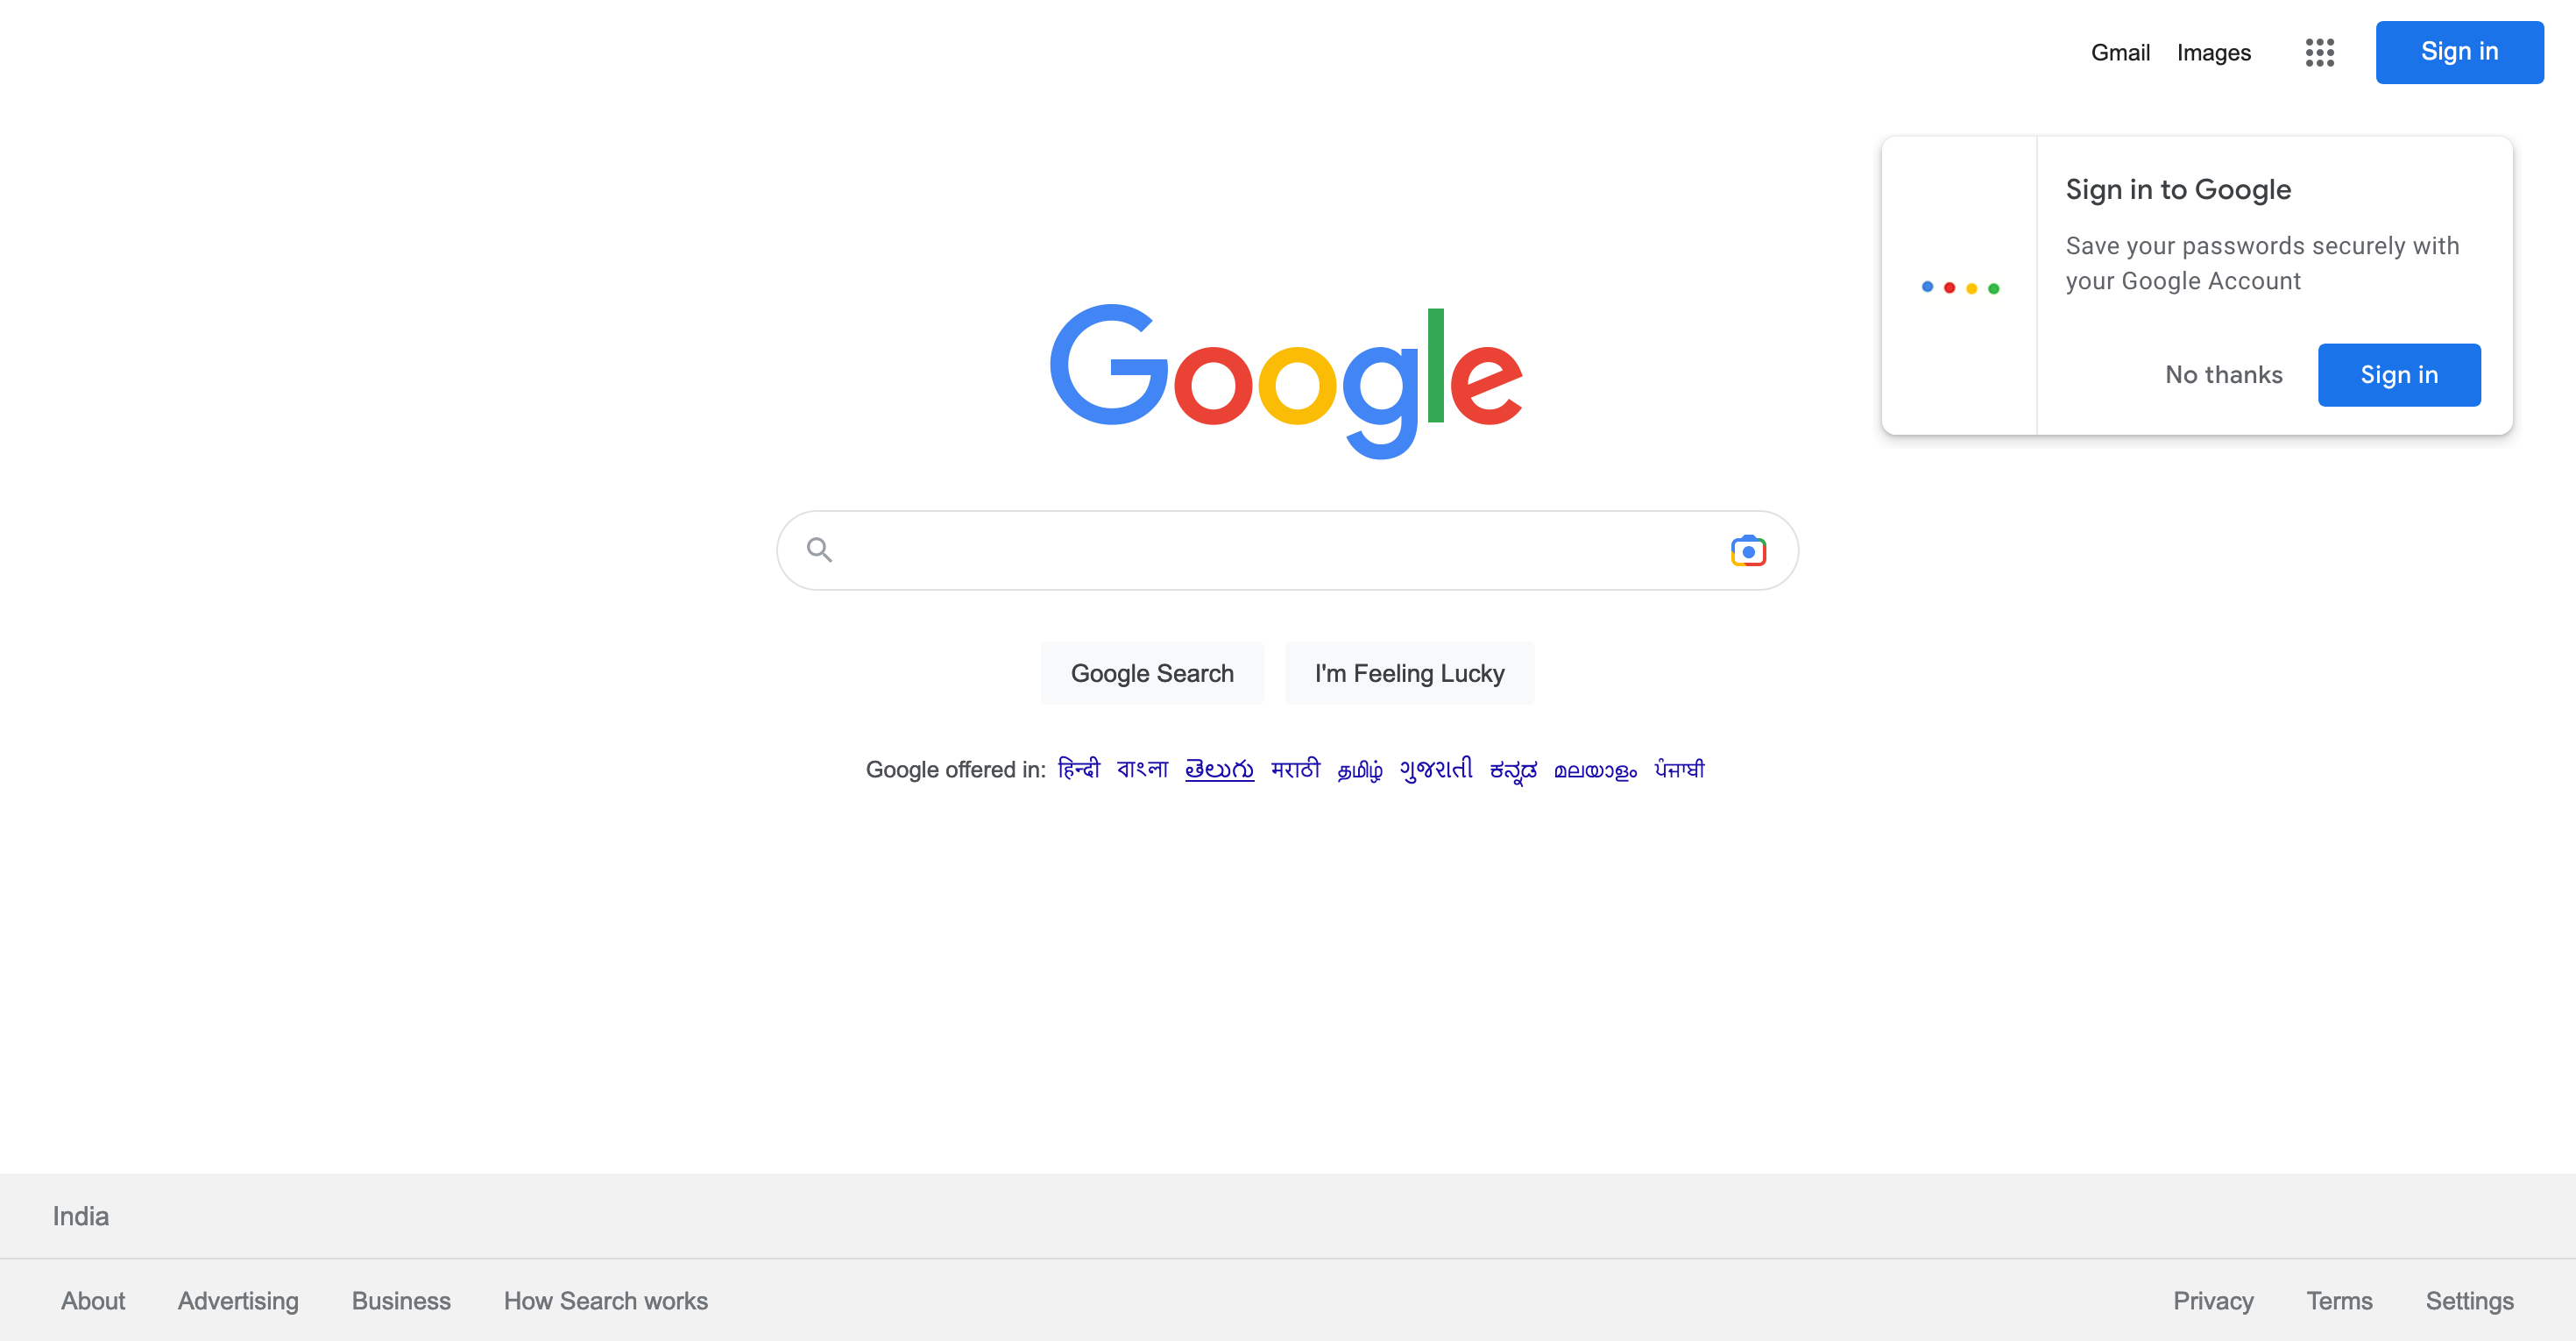 Gmail Images Sign in
Sign in to Google
Save your passwords securely with
your Google Account
No thanks Sign in
Google
Google Search I'm Feeling Lucky
Google offered in: हिन्दी বাংলা తెలుగు मराठी தமிழ் ગુજરાતી ಕನ್ನಡ മലയാളം ਪੰਜਾਬੀ
India
About Advertising Business How Search works Privacy Terms Settings